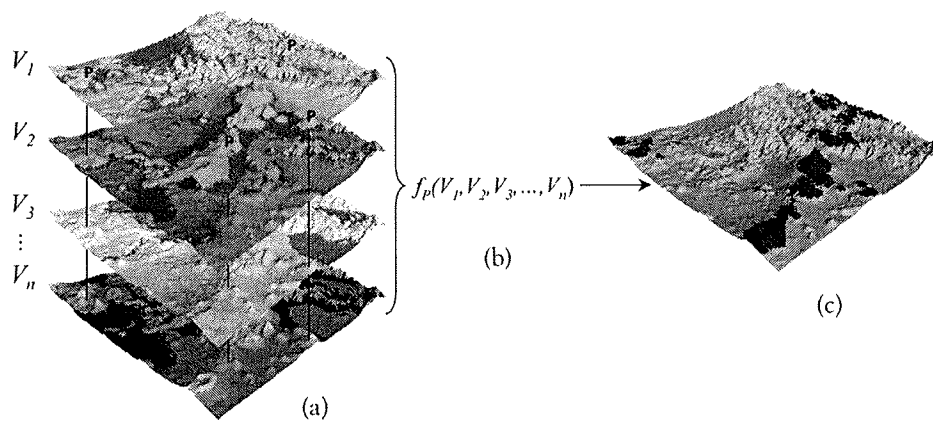 V1
P
P
V2
P
P
V3
⋮
Vn
fP(V1, V2, V3, ..., Vn)
(a)
(b)
(c)